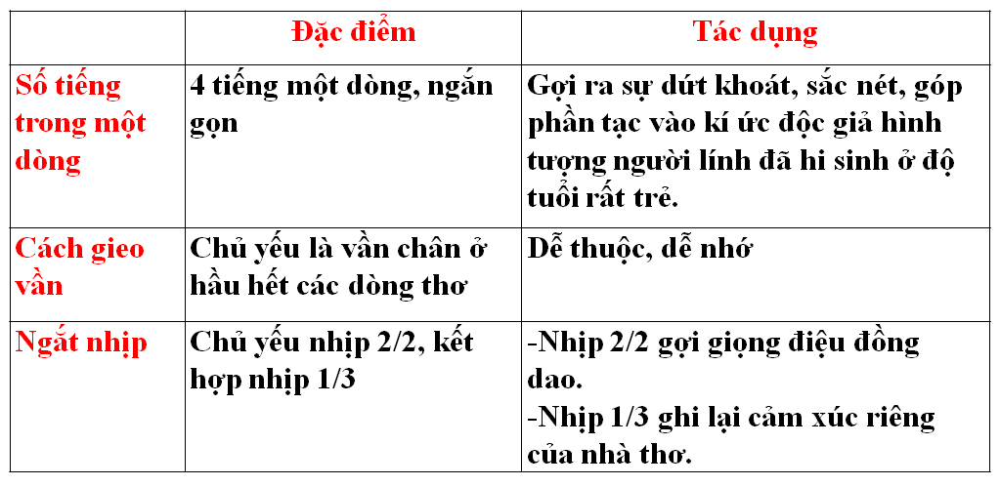 Đặc điểm
Tác dụng
Số tiếng
trong một
dòng
4 tiếng một dòng, ngắn
gọn
Gợi ra sự dứt khoát, sắc nét, góp
phần tạc vào kí ức độc giả hình
tượng người lính đã hi sinh ở độ
tuổi rất trẻ.
Cách gieo
vần
Chủ yếu là vần chân ở
hầu hết các dòng thơ
Dễ thuộc, dễ nhớ
Ngắt nhịp
Chủ yếu nhịp 2/2, kết
hợp nhịp 1/3
-Nhịp 2/2 gợi giọng điệu đồng
dao.
-Nhịp 1/3 ghi lại cảm xúc riêng
của nhà thơ.